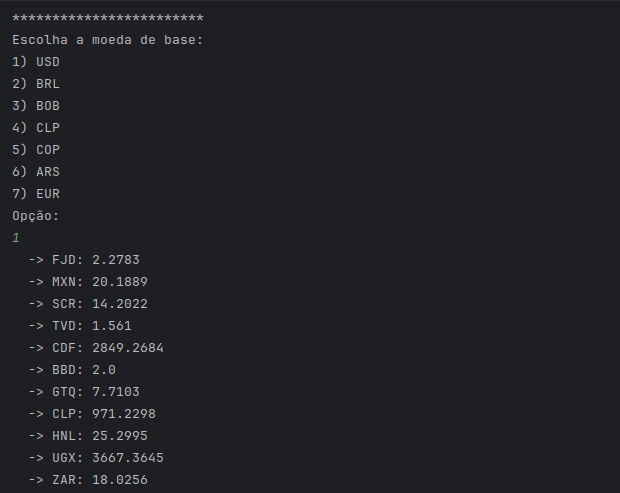 ************************
Escolha a moeda de base:
1) USD
2) BRL
3) BOB
4) CLP
5) COP
6) ARS
7) EUR
Opção:
1
-> FJD: 2.2783
-> MXN: 20.1889
-> SCR: 14.2022
-> TVD: 1.561
-> CDF: 2849.2684
-> BBD: 2.0
-> GTQ: 7.7103
-> CLP: 971.2298
-> HNL: 25.2995
-> UGX: 3667.3645
-> ZAR: 18.0256